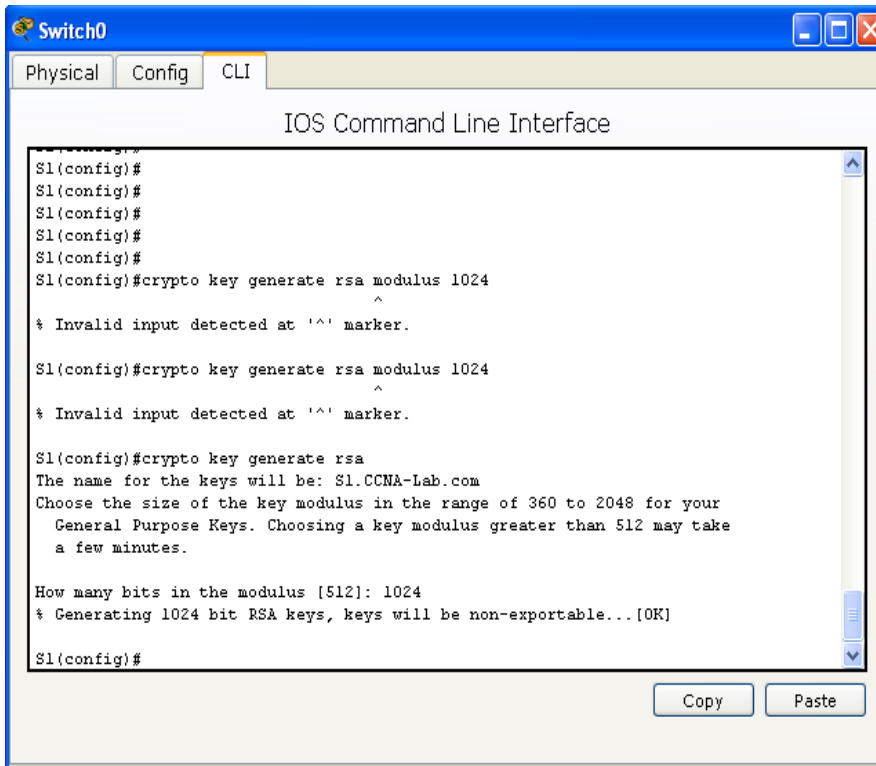 Switch0
Physical Config CLI
IOS Command Line Interface
S1(config)#
S1(config)#
S1(config)#
S1(config)#
S1(config)#
S1(config)#crypto key generate rsa modulus 1024
^
% Invalid input detected at '^' marker.
S1(config)#crypto key generate rsa modulus 1024
^
% Invalid input detected at '^' marker.
S1(config)#crypto key generate rsa
The name for the keys will be: S1.CCNA-Lab.com
Choose the size of the key modulus in the range of 360 to 2048 for your
General Purpose Keys. Choosing a key modulus greater than 512 may take
a few minutes.
How many bits in the modulus [512]: 1024
% Generating 1024 bit RSA keys, keys will be non-exportable...[OK]
S1(config)#
Copy Paste